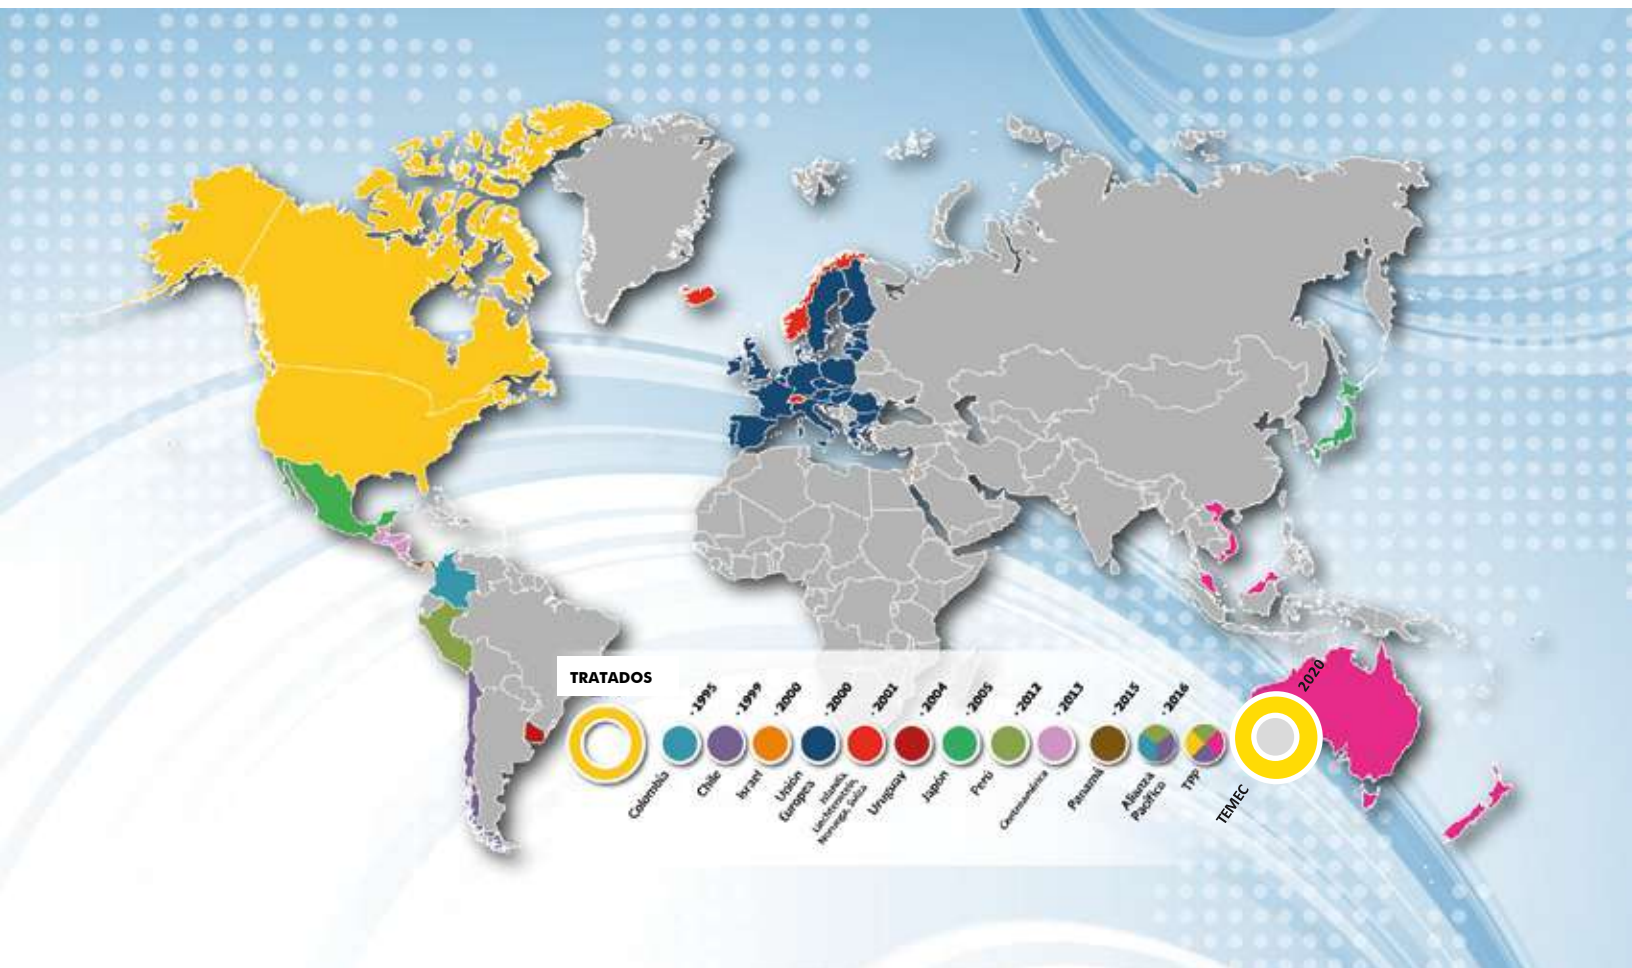 TRATADOS
· 1995
· 1999
· 2000
· 2000
· 2001
· 2004
· 2005
· 2012
· 2013
· 2015
· 2016
2020
Colombia
Chile
Israel
Unión
Europea
Islandia,
Liechtenstein,
Noruega, Suiza
Uruguay
Japón
Perú
Centroamérica
Panamá
Alianza
Pacífico
TPP
TEMEC